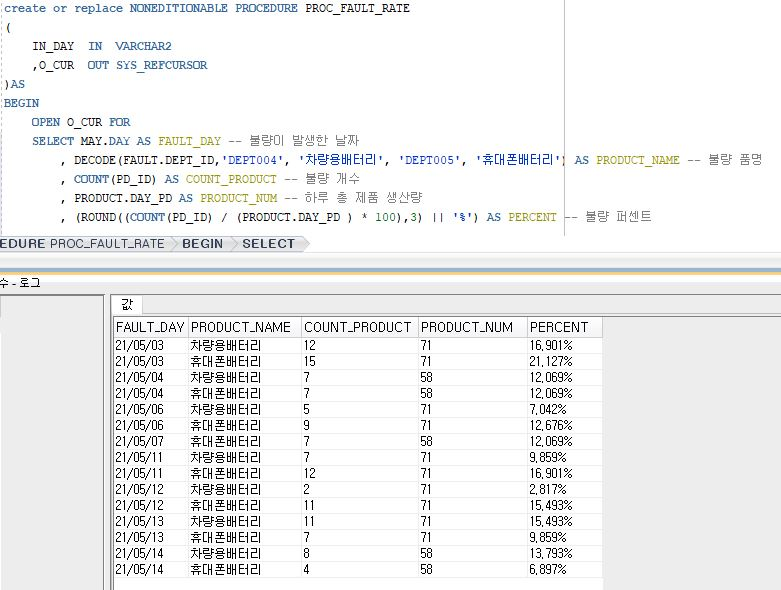 create or replace NONEDITIONABLE PROCEDURE PROC_FAULT_RATE
(
IN_DAY IN VARCHAR2
,O_CUR OUT SYS_REFCURSOR
)AS
BEGIN
OPEN O_CUR FOR
SELECT MAY.DAY AS FAULT_DAY -- 불량이 발생한 날짜
, DECODE(FAULT.DEPT_ID,'DEPT004', '차량용배터리', 'DEPT005', '휴대폰배터리') AS PRODUCT_NAME -- 불량 품명
, COUNT(PD_ID) AS COUNT_PRODUCT -- 불량 개수
, PRODUCT.DAY_PD AS PRODUCT_NUM -- 하루 총 제품 생산량
, (ROUND((COUNT(PD_ID) / (PRODUCT.DAY_PD ) * 100),3) || '%') AS PERCENT -- 불량 퍼센트
EDURE PROC_FAULT_RATE BEGIN SELECT
수 - 로그
값
FAULT_DAY PRODUCT_NAME COUNT_PRODUCT PRODUCT_NUM PERCENT
21/05/03 차량용배터리 12 71 16,901%
21/05/03 휴대폰배터리 15 71 21,127%
21/05/04 차량용배터리 7 58 12,069%
21/05/04 휴대폰배터리 7 58 12,069%
21/05/06 차량용배터리 5 71 7,042%
21/05/06 휴대폰배터리 9 71 12,676%
21/05/07 휴대폰배터리 7 58 12,069%
21/05/11 차량용배터리 7 71 9,859%
21/05/11 휴대폰배터리 12 71 16,901%
21/05/12 차량용배터리 2 71 2,817%
21/05/12 휴대폰배터리 11 71 15,493%
21/05/13 차량용배터리 11 71 15,493%
21/05/13 휴대폰배터리 7 71 9,859%
21/05/14 차량용배터리 8 58 13,793%
21/05/14 휴대폰배터리 4 58 6,897%